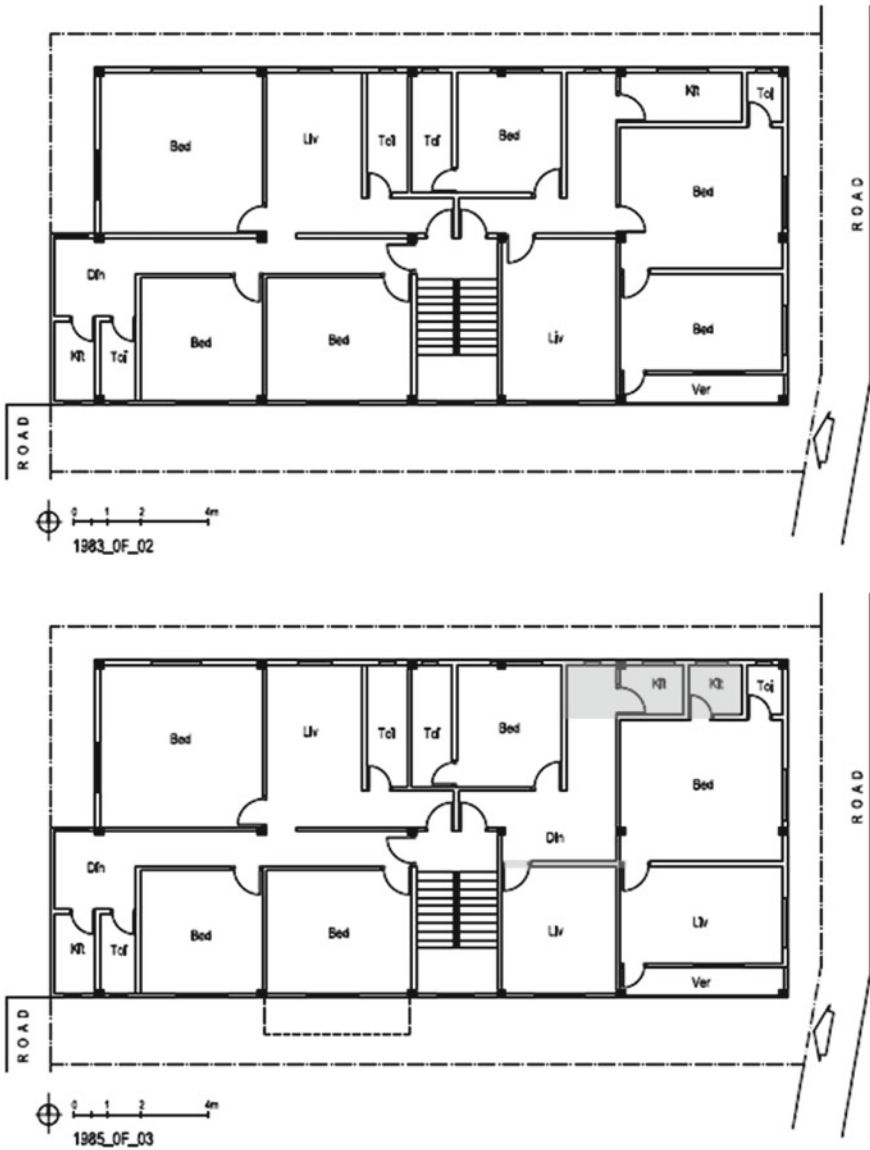 Kit Toi
Bed Liv Toi Toi Bed
Bed
ROAD
Din
Bed
Bed Bed Liv
Kit Toi
Ver
ROAD
0 1 2 4m
1983_0F_02
Kit Kit Toi
Bed Liv Toi Toi Bed
Bed
ROAD
Din
Din
Bed Bed Liv Liv
Kit Toi
Ver
ROAD
0 1 2 4m
1985_0F_03